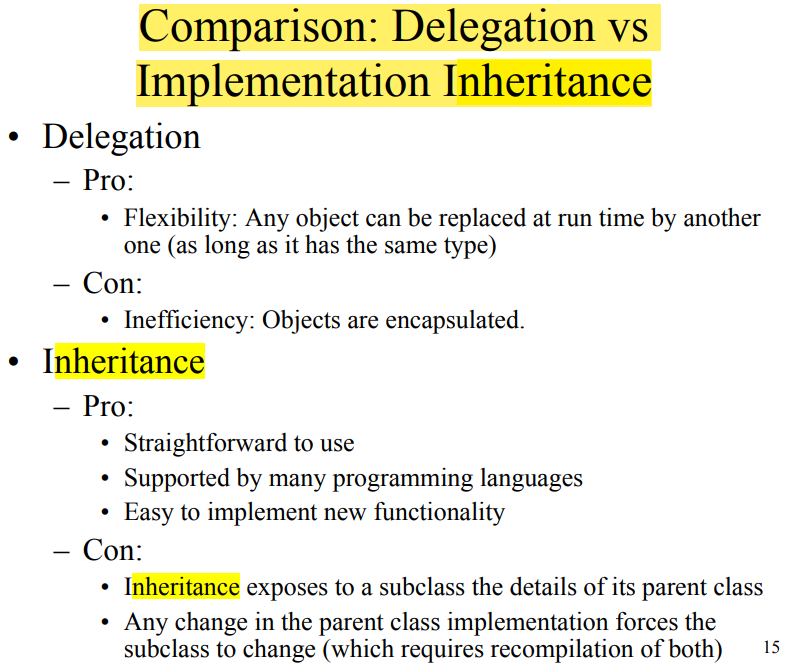 Comparison: Delegation vs
Implementation Inheritance
• Delegation
– Pro:
• Flexibility: Any object can be replaced at run time by another
one (as long as it has the same type)
– Con:
• Inefficiency: Objects are encapsulated.
• Inheritance
– Pro:
• Straightforward to use
• Supported by many programming languages
• Easy to implement new functionality
– Con:
• Inheritance exposes to a subclass the details of its parent class
• Any change in the parent class implementation forces the
subclass to change (which requires recompilation of both)
15